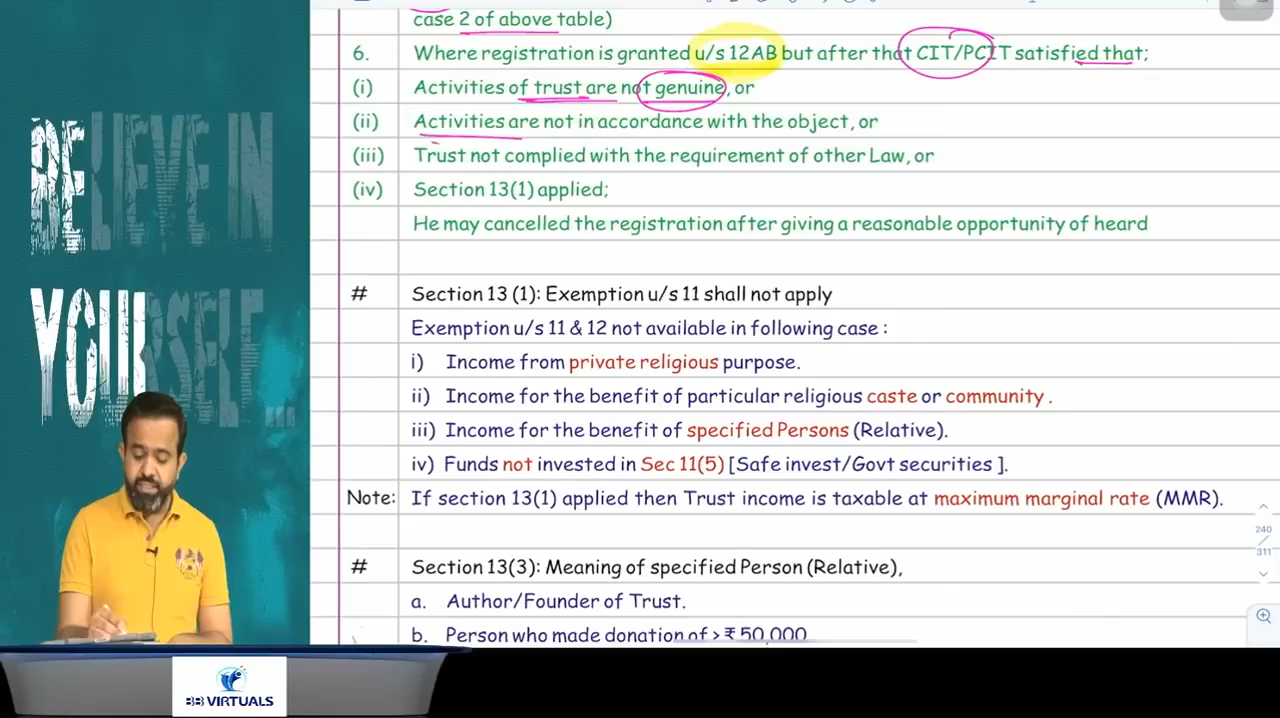 case 2 of above table)
6. Where registration is granted u/s 12AB but after that CIT/PCIT satisfied that;
(i) Activities of trust are not genuine, or
(ii) Activities are not in accordance with the object, or
(iii) Trust not complied with the requirement of other Law, or
(iv) Section 13(1) applied;
He may cancelled the registration after giving a reasonable opportunity of heard
# Section 13 (1): Exemption u/s 11 shall not apply
Exemption u/s 11 & 12 not available in following case :
i) Income from private religious purpose.
ii) Income for the benefit of particular religious caste or community .
iii) Income for the benefit of specified Persons (Relative).
iv) Funds not invested in Sec 11(5) [Safe invest/Govt securities ].
Note: If section 13(1) applied then Trust income is taxable at maximum marginal rate (MMR).
# Section 13(3): Meaning of specified Person (Relative),
a. Author/Founder of Trust.
b. Person who made donation of > ₹ 50,000
240
/
311
BELIEVE IN
YOURSELF...
BB VIRTUALS